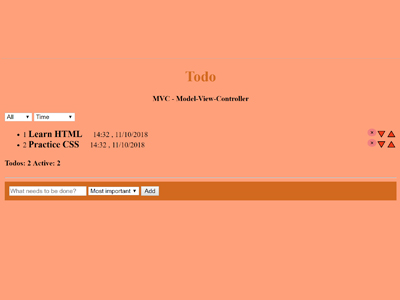 Todo
MVC - Model-View-Controller
All Time
1 Learn HTML 14:32 , 11/10/2018
2 Practice CSS 14:32 , 11/10/2018
Todos: 2 Active: 2
What needs to be done? Most important Add